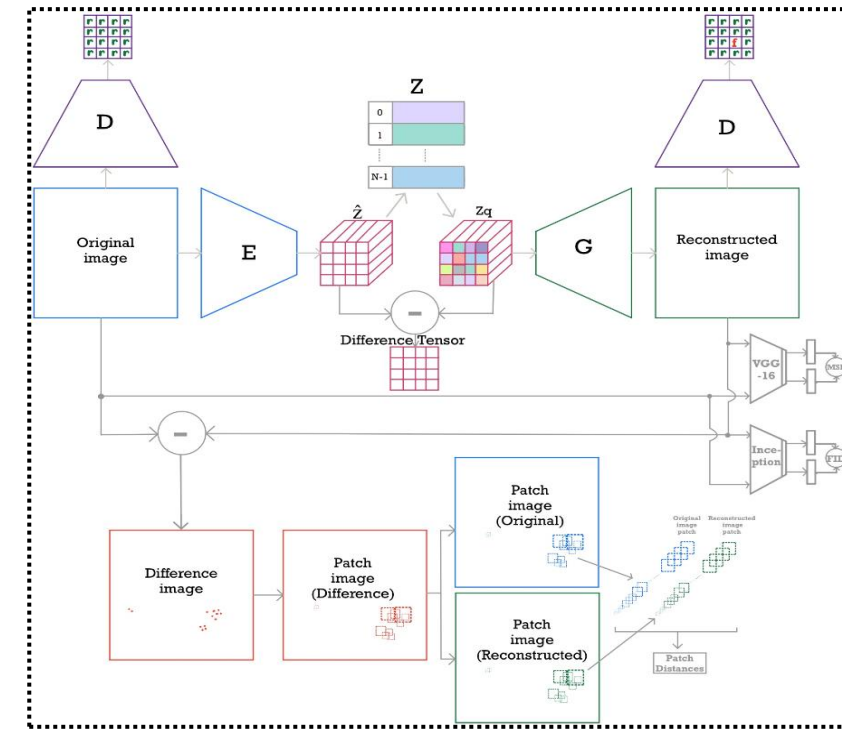 D
D
Z
0
1
N-1
Ẑ
Zq
Original
image
E
G
Reconstructed
image
–
Difference Tensor
VGG
-16
Ince-
ption
–
Patch
image
(Original)
Original
image
patch
Reconstructed
image
patch
Difference
image
Patch
image
(Difference)
Patch
image
(Reconstructed)
Patch
Distances